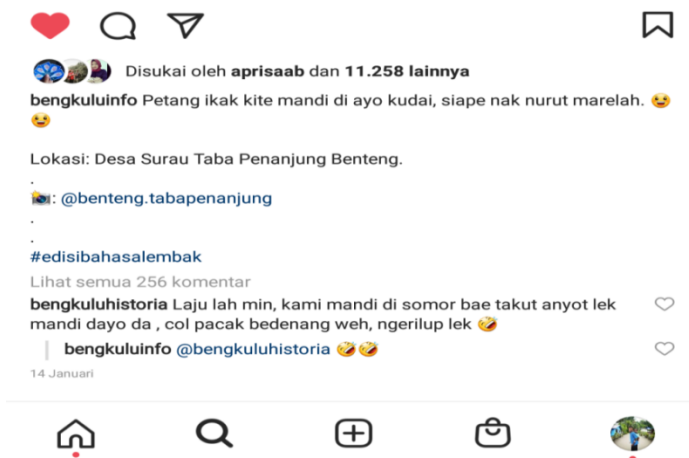 Disukai oleh aprisaab dan 11.258 lainnya
bengkuluinfo Petang ikak kite mandi di ayo kudai, siape nak nurut marelah. 😉
😉
Lokasi: Desa Surau Taba Penanjung Benteng.
.
📸: @benteng.tabapenanjung
.
.
#edisibahasalembak
Lihat semua 256 komentar
bengkuluhistoria Laju lah min, kami mandi di somor bae takut anyot lek
mandi dayo da , col pacak bedenang weh, ngerilup lek 🤣
bengkuluinfo @bengkuluhistoria 🤣🤣
14 Januari